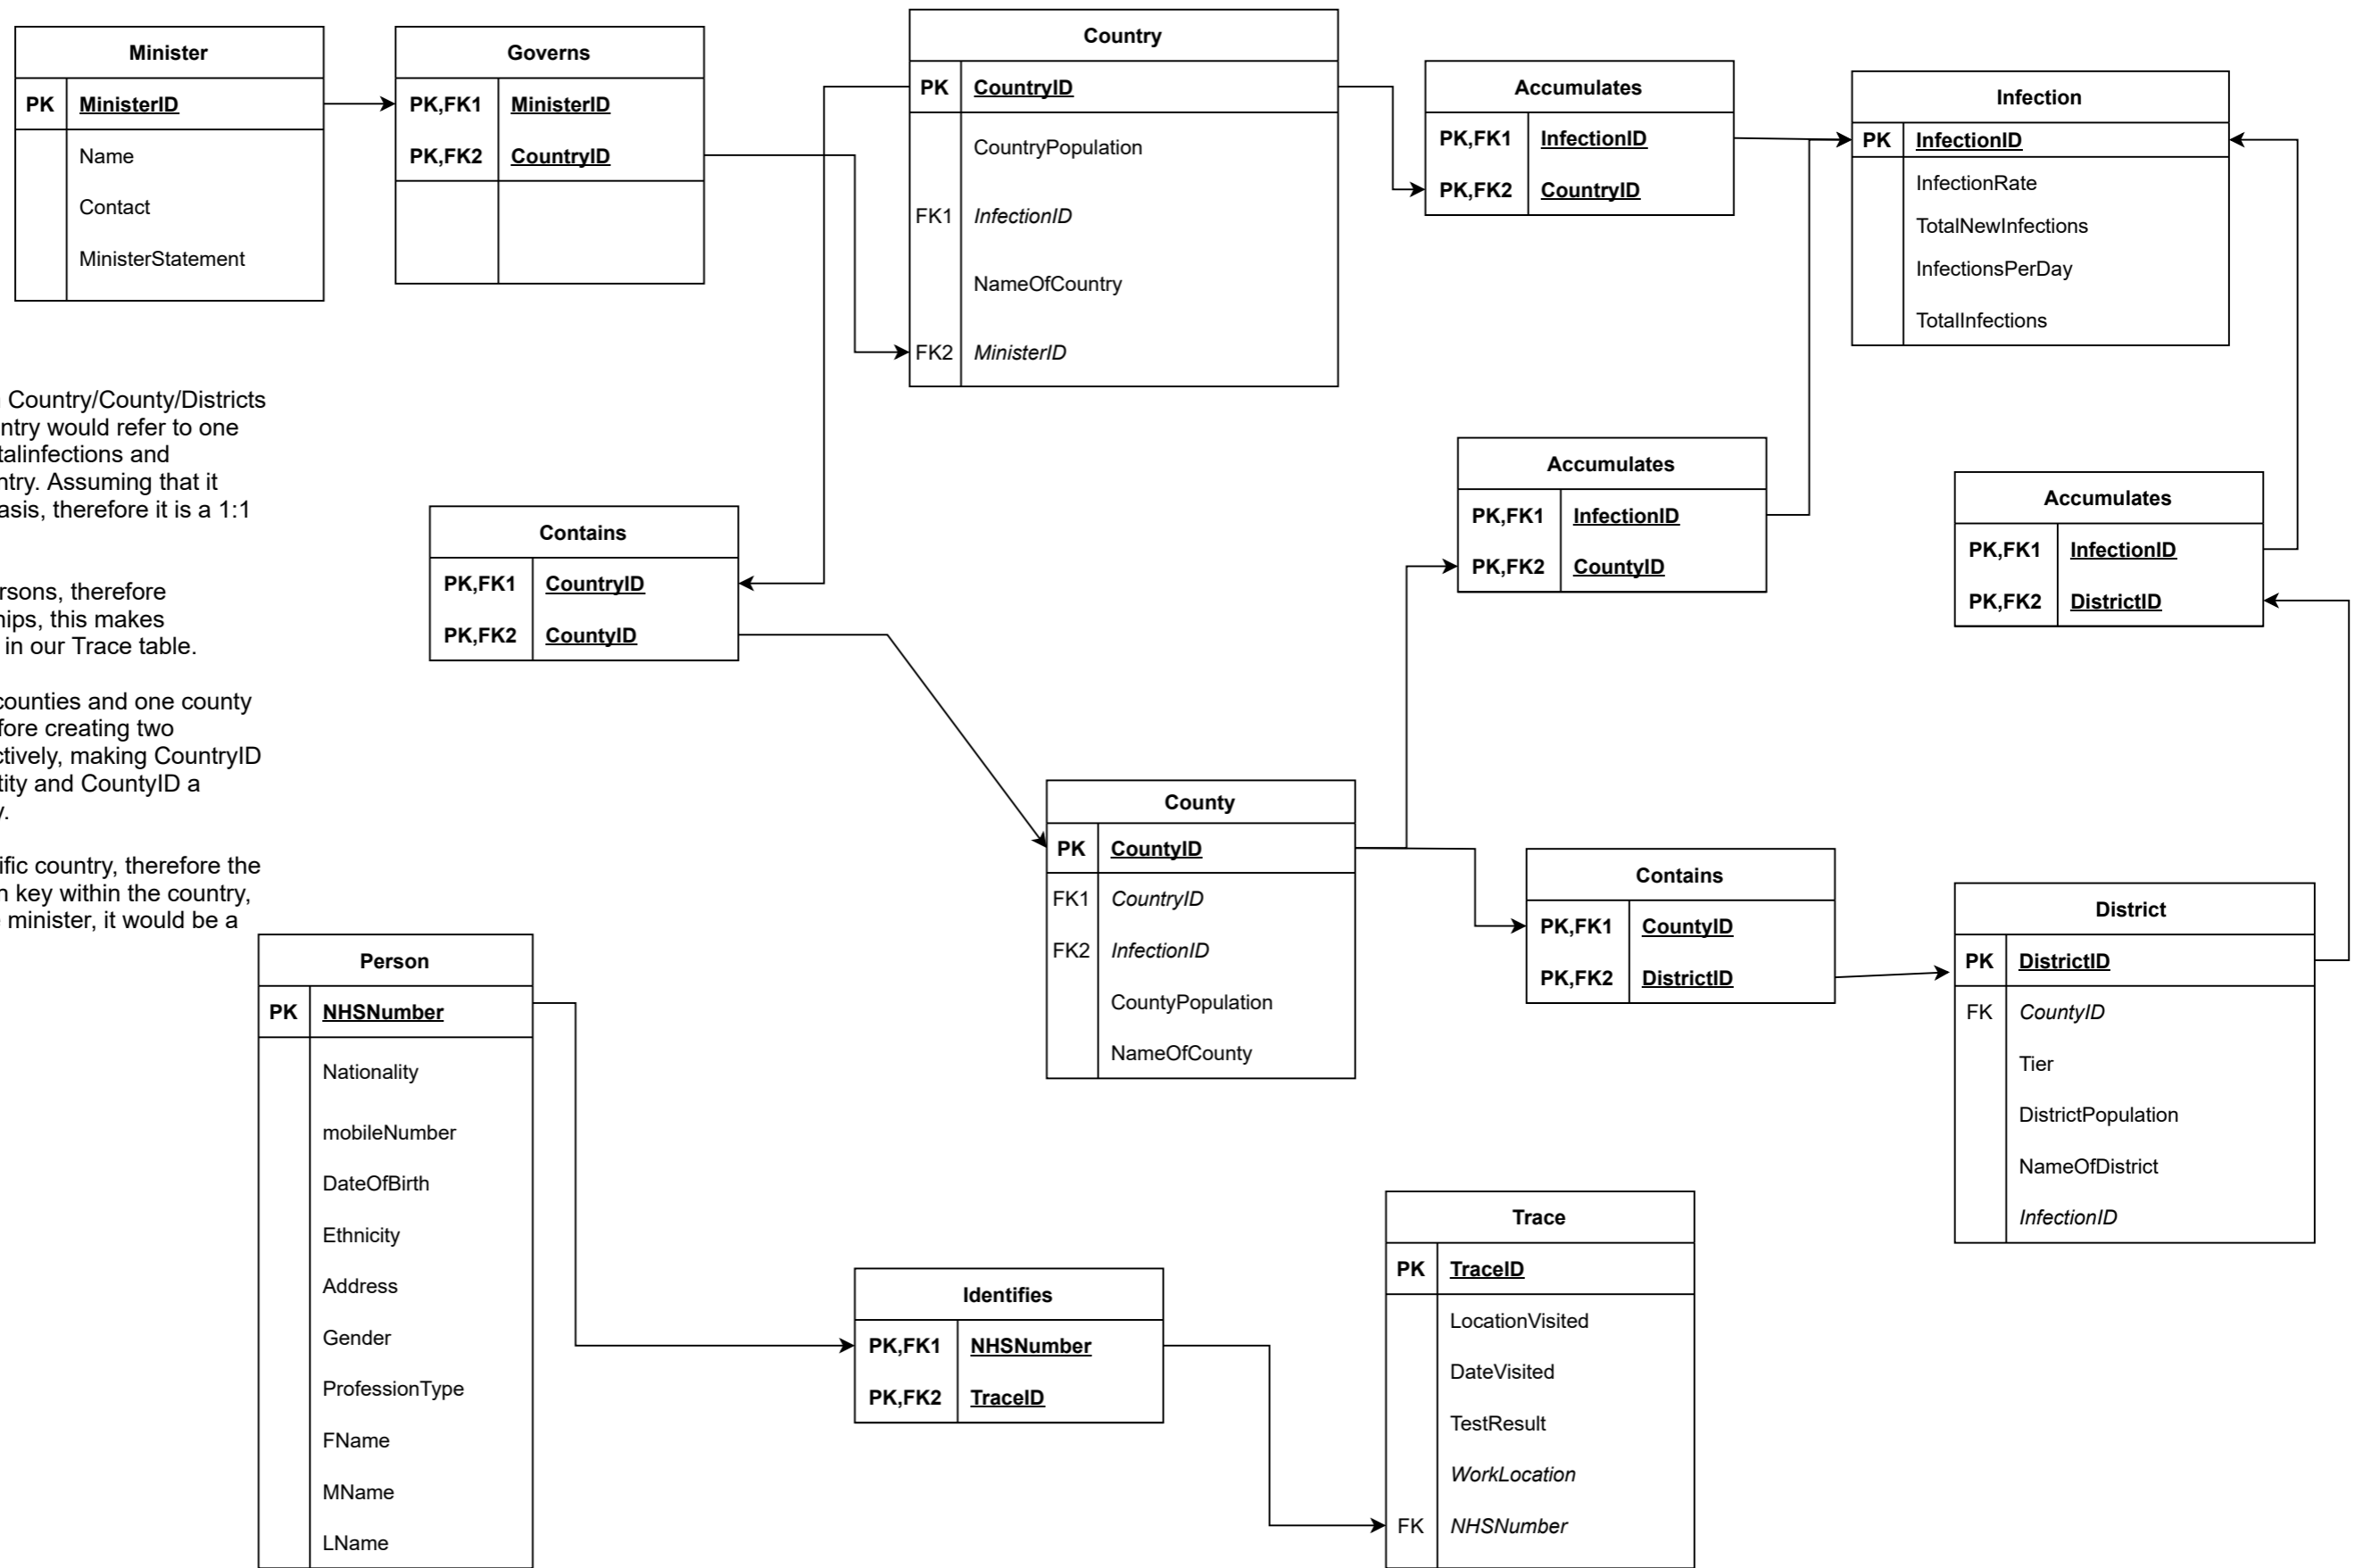 Minister
PK MinisterID
Name
Contact
MinisterStatement
Governs
PK,FK1 MinisterID
PK,FK2 CountryID
Country
PK CountryID
CountryPopulation
FK1 InfectionID
NameOfCountry
FK2 MinisterID
Accumulates
PK,FK1 InfectionID
PK,FK2 CountryID
Infection
PK InfectionID
InfectionRate
TotalNewInfections
InfectionsPerDay
TotalInfections
Country/County/Districts
ntry would refer to one
talinfections and
ntry. Assuming that it
asis, therefore it is a 1:1
rsons, therefore
hips, this makes
in our Trace table.
counties and one county
fore creating two
ctively, making CountryID
tity and CountyID a
y.
ific country, therefore the
n key within the country,
e minister, it would be a
Contains
PK,FK1 CountryID
PK,FK2 CountyID
Accumulates
PK,FK1 InfectionID
PK,FK2 CountyID
Accumulates
PK,FK1 InfectionID
PK,FK2 DistrictID
County
PK CountyID
FK1 CountryID
FK2 InfectionID
CountyPopulation
NameOfCounty
Contains
PK,FK1 CountyID
PK,FK2 DistrictID
District
PK DistrictID
FK CountyID
Tier
DistrictPopulation
NameOfDistrict
InfectionID
Person
PK NHSNumber
Nationality
mobileNumber
DateOfBirth
Ethnicity
Address
Gender
ProfessionType
FName
MName
LName
Identifies
PK,FK1 NHSNumber
PK,FK2 TraceID
Trace
PK TraceID
LocationVisited
DateVisited
TestResult
WorkLocation
FK NHSNumber